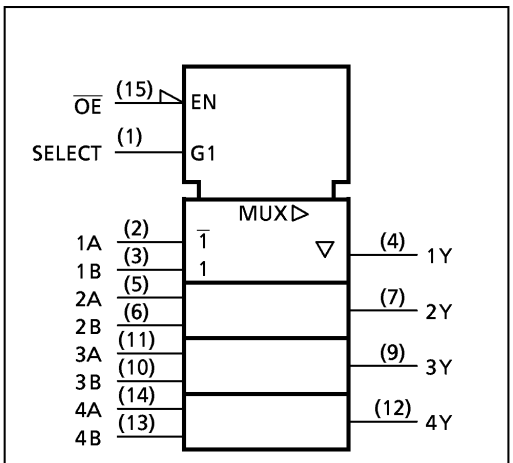 OE (15) EN
SELECT (1) G1
MUX
1A (2) 1 (4) 1Y
1B (3) 1
2A (5) (7) 2Y
2B (6)
3A (11) (9) 3Y
3B (10)
4A (14) (12) 4Y
4B (13)